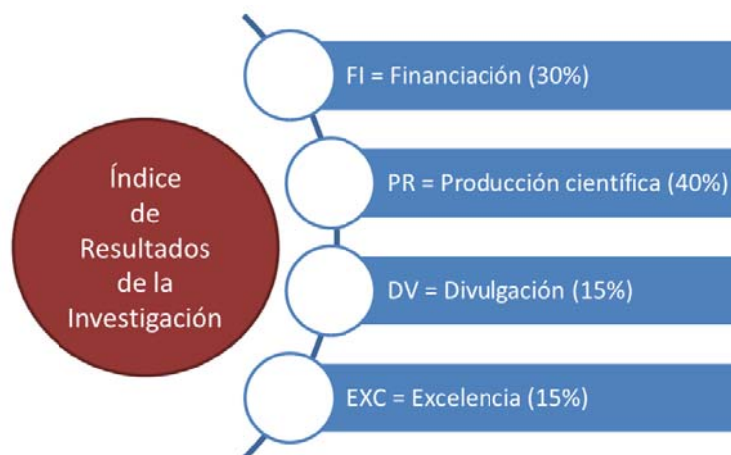 Índice
de
Resultados
de la
Investigación
FI = Financiación (30%)
PR = Producción científica (40%)
DV = Divulgación (15%)
EXC = Excelencia (15%)